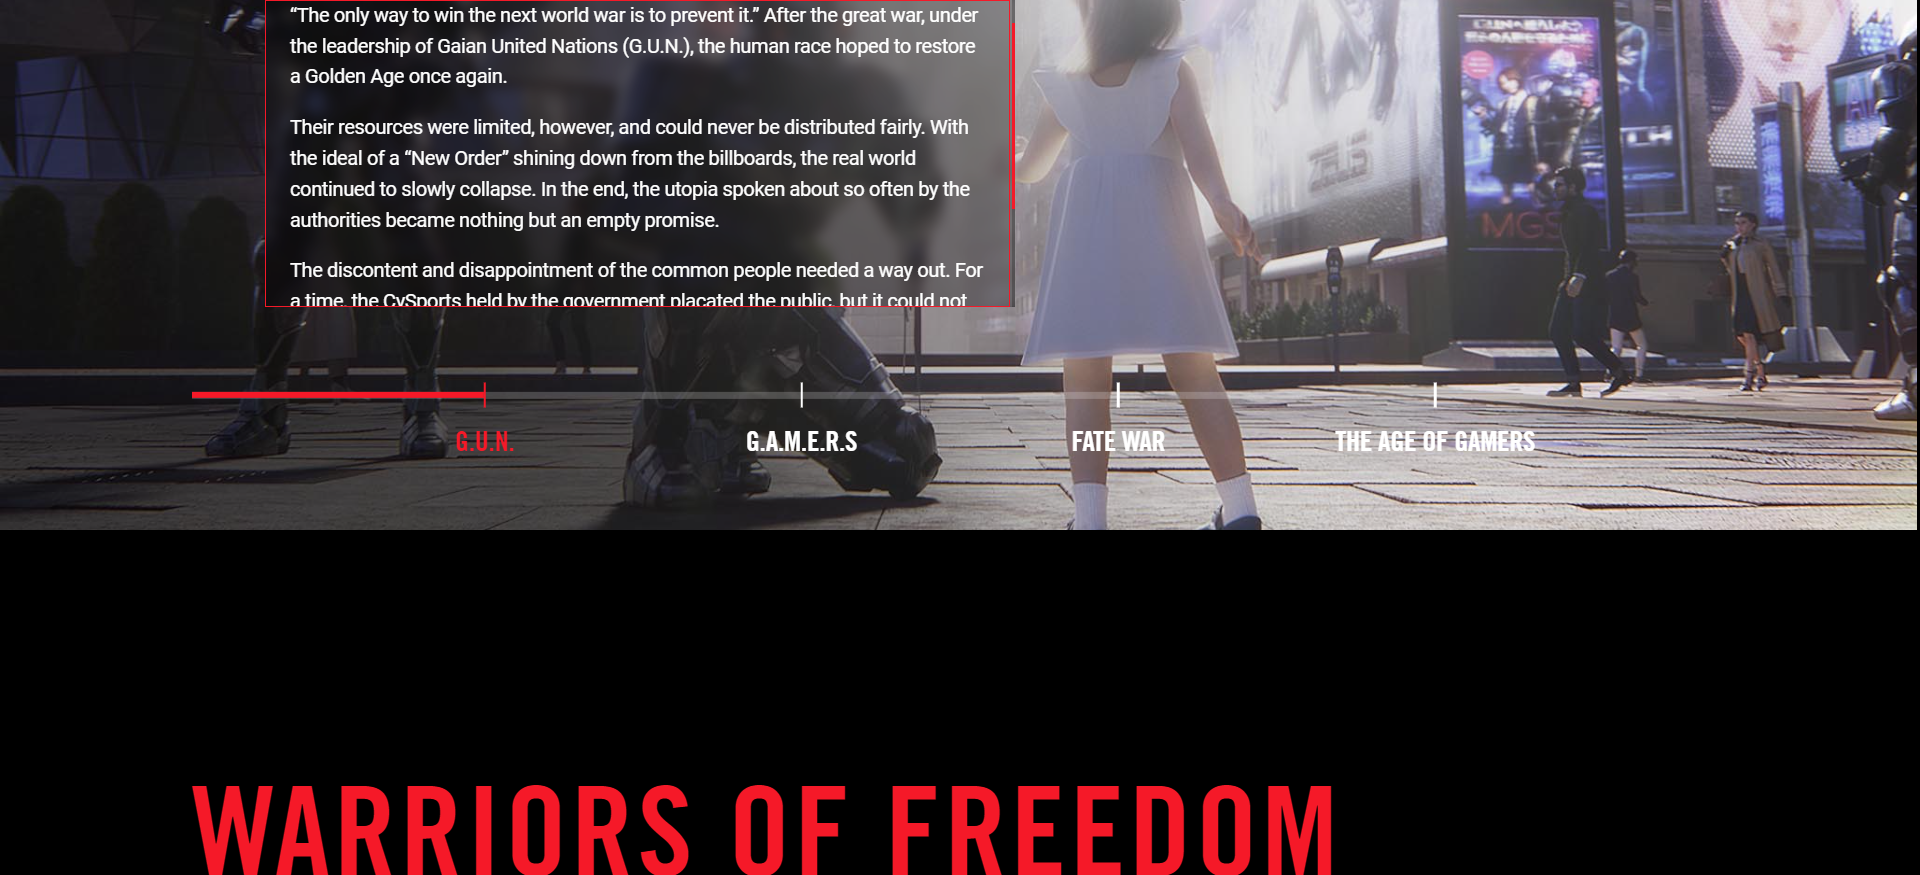 “The only way to win the next world war is to prevent it.” After the great war, under
the leadership of Gaian United Nations (G.U.N.), the human race hoped to restore
a Golden Age once again.
Their resources were limited, however, and could never be distributed fairly. With
the ideal of a “New Order” shining down from the billboards, the real world
continued to slowly collapse. In the end, the utopia spoken about so often by the
authorities became nothing but an empty promise.
The discontent and disappointment of the common people needed a way out. For
a time, the CySports held by the government placated the public, but it could not
MGS
G.U.N.
G.A.M.E.R.S
FATE WAR
THE AGE OF GAMERS
WARRIORS OF FREEDOM